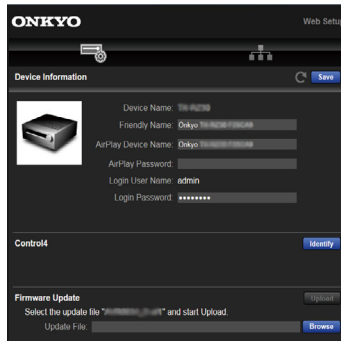 ONKYO
Web Setup
Device Information
Save
Device Name:
Friendly Name: Onkyo
AirPlay Device Name: Onkyo
AirPlay Password:
Login User Name: admin
Login Password: ••••••••
Control4
Identify
Firmware Update
Upload
Select the update file " " and start Upload.
Update File:
Browse